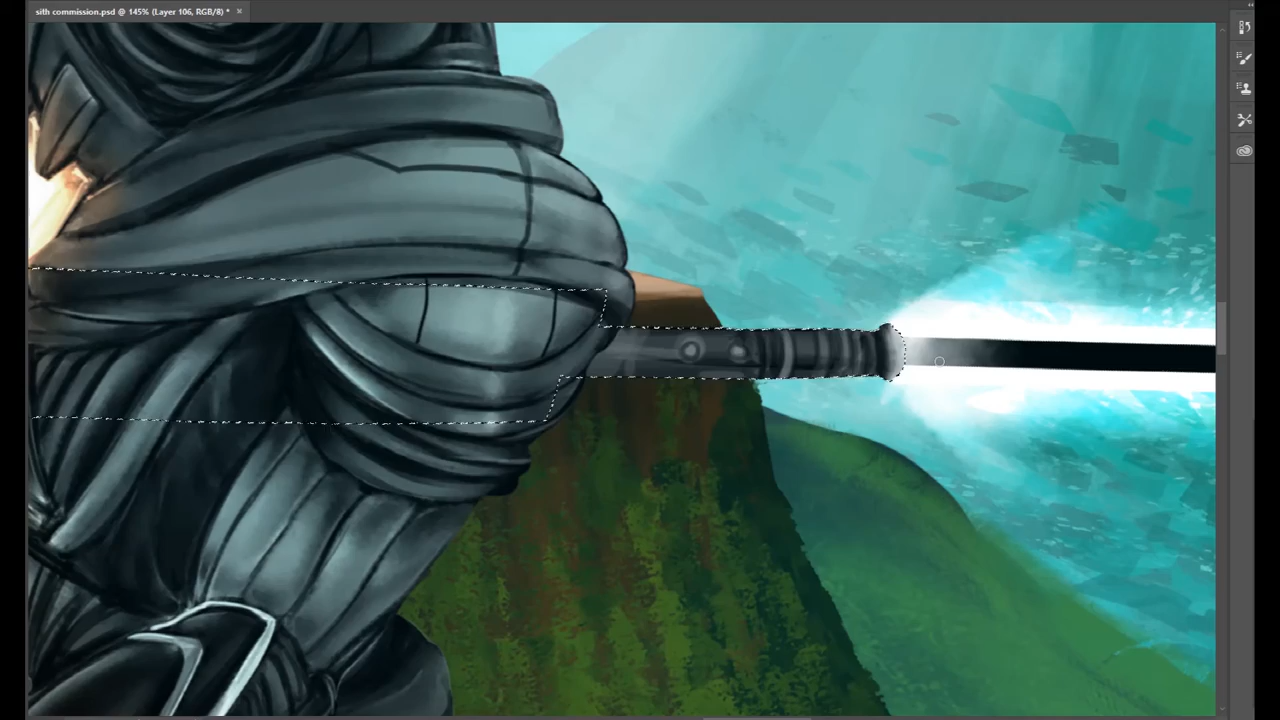 sith commission.psd @ 145% (Layer 106, RGB/8) *